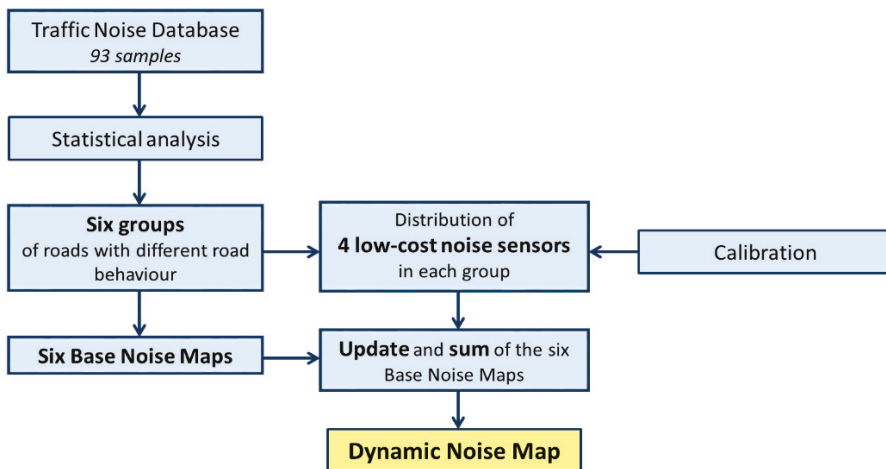 Traffic Noise Database
93 samples
Statistical analysis
Six groups
of roads with different road
behaviour
Distribution of
4 low-cost noise sensors
in each group
Calibration
Six Base Noise Maps
Update and sum of the six
Base Noise Maps
Dynamic Noise Map